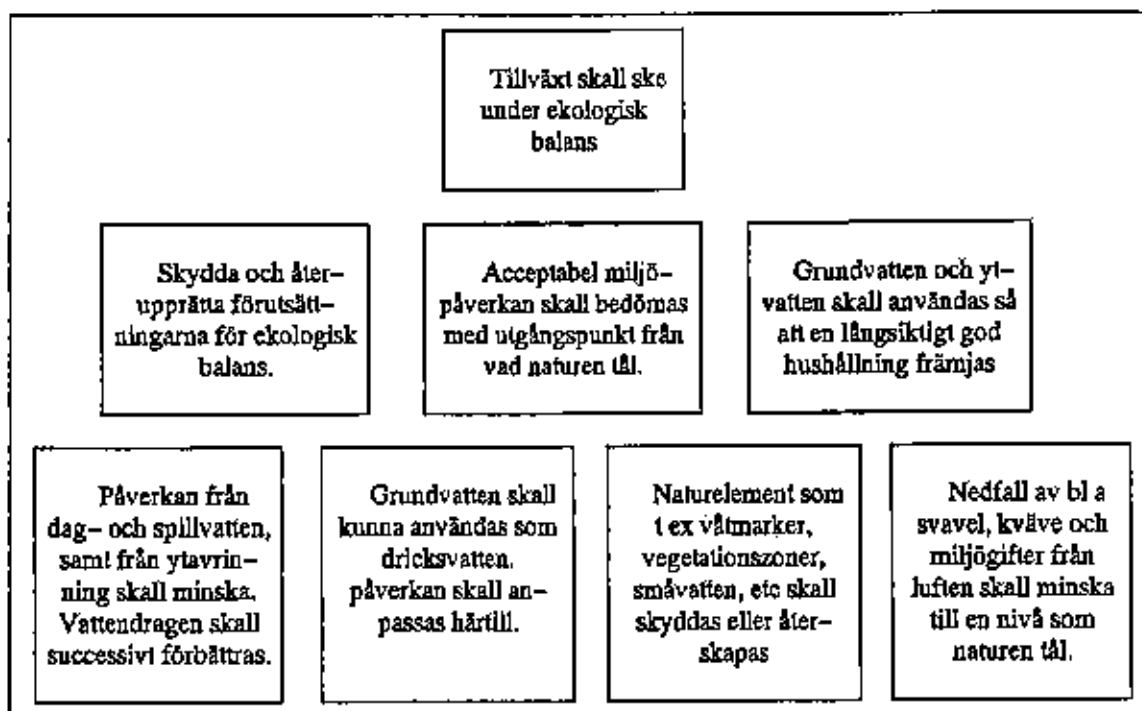 Tillväxt skall ske
under ekologisk
balans
Skydda och åter-
upprätta förutsätt-
ningarna för ekologisk
balans.
Acceptabel miljö-
påverkan skall bedömas
med utgångspunkt från
vad naturen tål.
Grundvatten och yt-
vatten skall användas så
att en långsiktigt god
hushållning främjas
Påverkan från
dag- och spillvatten,
samt från ytavrin-
ning skall minska.
Vattendragen skall
successivt förbättras.
Grundvatten skall
kunna användas som
dricksvatten.
påverkan skall an-
passas härtill.
Naturelement som
t ex våtmarker,
vegetationszoner,
småvatten, etc skall
skyddas eller åter-
skapas
Nedfall av bl a
svavel, kväve och
miljögifter från
luften skall minska
till en nivå som
naturen tål.